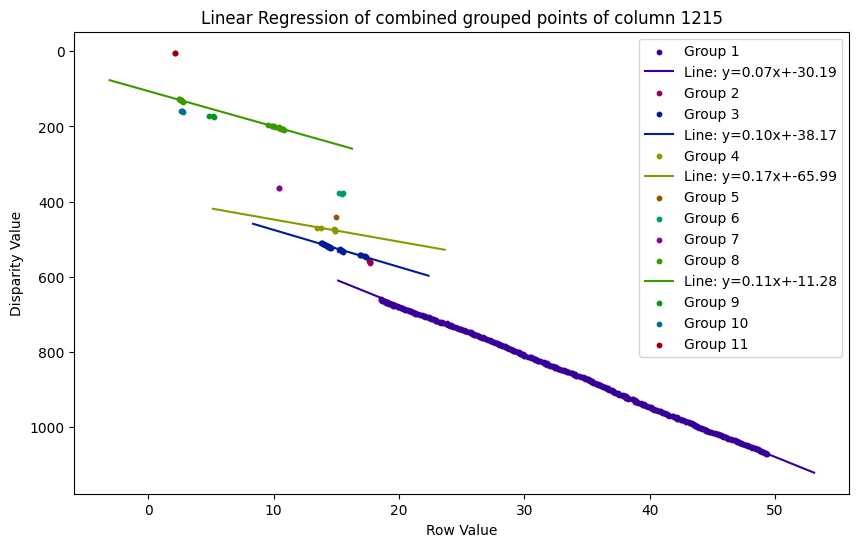 Linear Regression of combined grouped points of column 1215
Disparity Value
0
200
400
600
800
1000
0
10
20
30
40
50
Row Value
Group 1
Line: y=0.07x+-30.19
Group 2
Group 3
Line: y=0.10x+-38.17
Group 4
Line: y=0.17x+-65.99
Group 5
Group 6
Group 7
Group 8
Line: y=0.11x+-11.28
Group 9
Group 10
Group 11